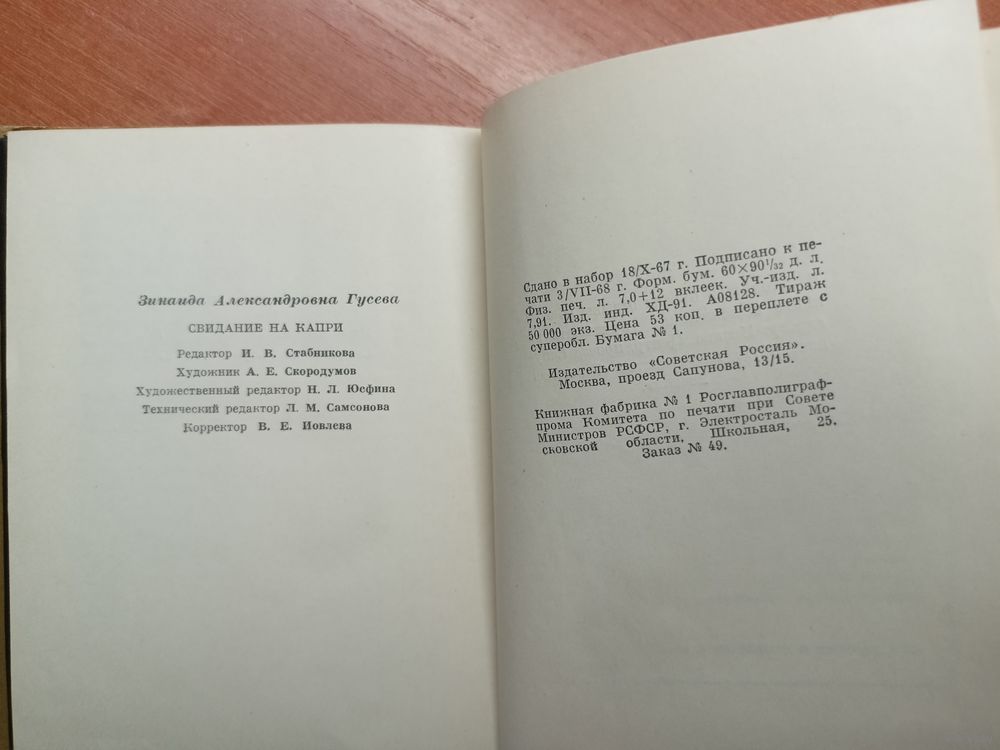 Зинаида Александровна Гусева
СВИДАНИЕ НА КАПРИ
Редактор И. В. Стабникова
Художник А. Е. Скородумов
Художественный редактор Н. Л. Юсфина
Технический редактор Л. М. Самсонова
Корректор В. Е. Иовлева
Сдано в набор 18/X-67 г. Подписано к пе-
чати 3/VII-68 г. Форм. бум. 60×90¹/₃₂ д. л.
Физ. печ. л. 7,0+12 вклеек. Уч.-изд. л.
7,91. Изд. инд. ХД-91. А08128. Тираж
50 000 экз. Цена 53 коп. в переплете с
суперобл. Бумага № 1.
Издательство «Советская Россия».
Москва, проезд Сапунова, 13/15.
Книжная фабрика № 1 Росглавполиграф-
прома Комитета по печати при Совете
Министров РСФСР, г. Электросталь Мо-
сковской области, Школьная, 25.
Заказ № 49.